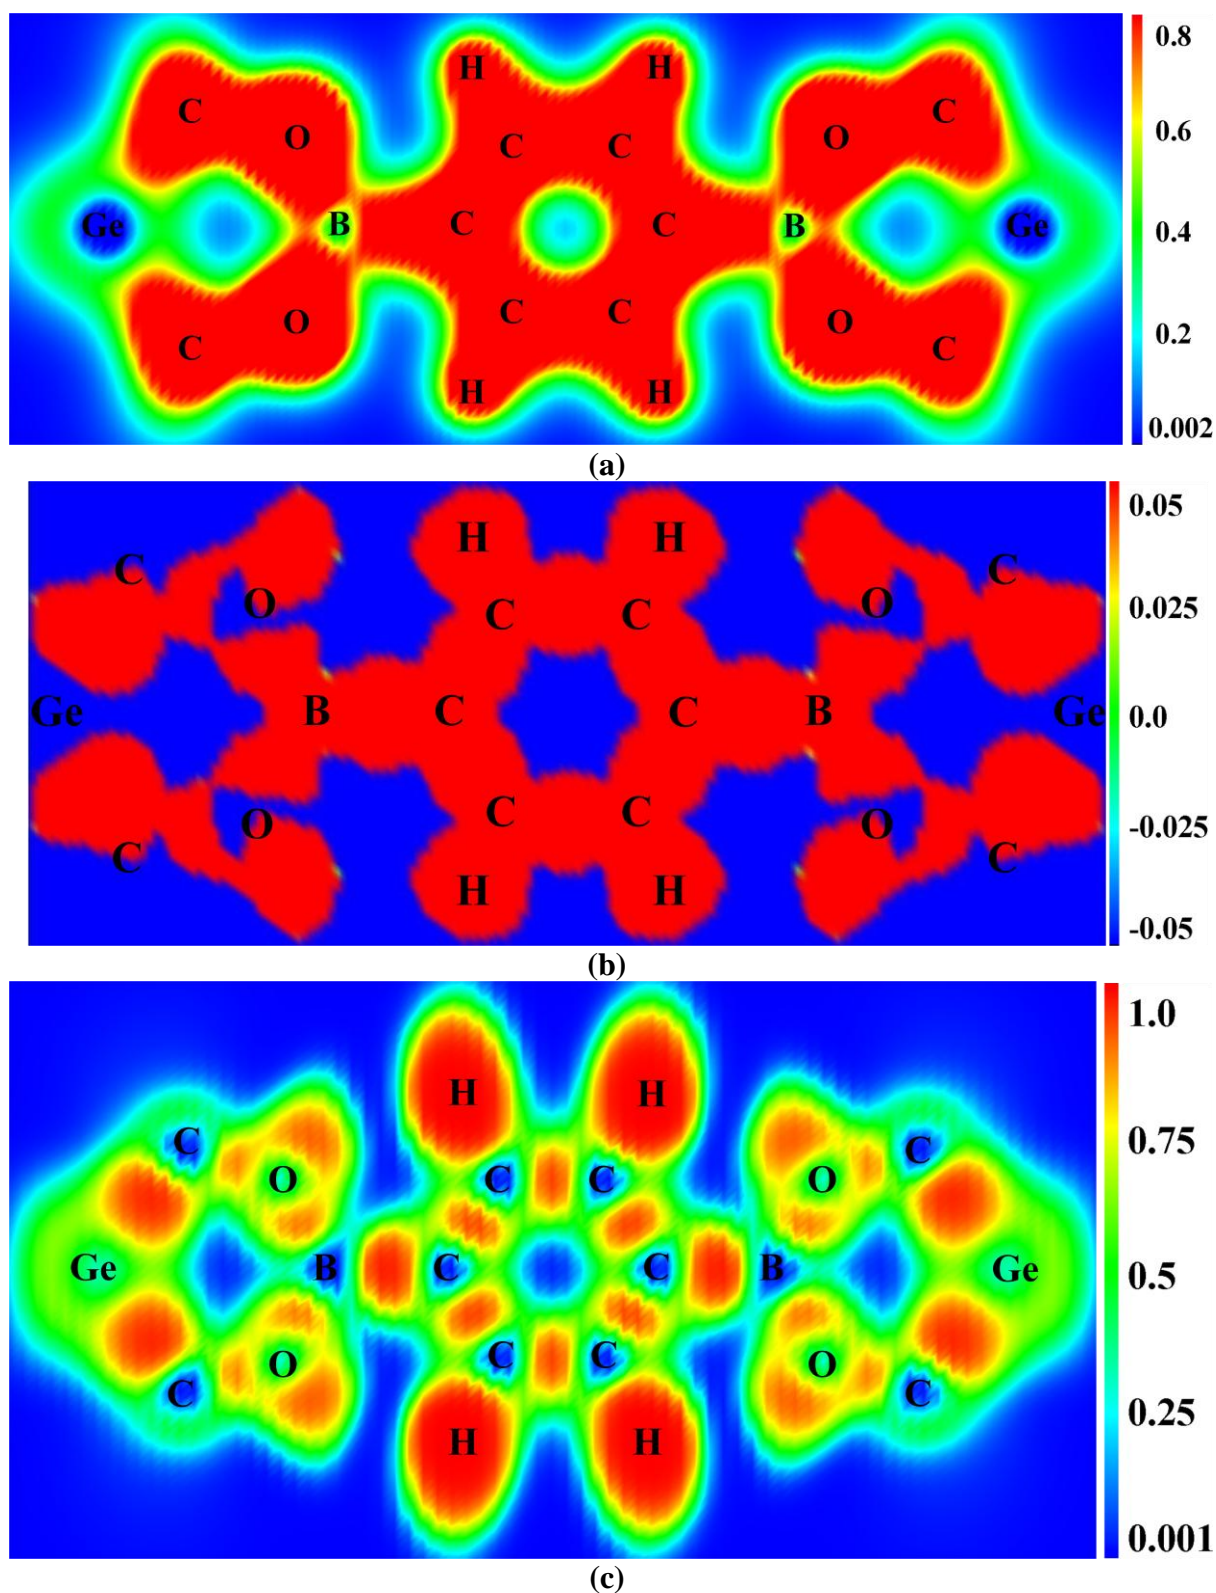 H H 0.8
C O C C O C
0.6
Ge B C C B Ge 0.4
C O C C O C
0.2
H H
0.002
(a)
0.05
H H
C C
O C C O 0.025
Ge B C C B Ge 0.0
C C
O O -0.025
C C
H H
-0.05
(b)
1.0
H H
C C 0.75
O C C O
Ge B C C B Ge 0.5
O C C O
C C 0.25
H H
0.001
(c)